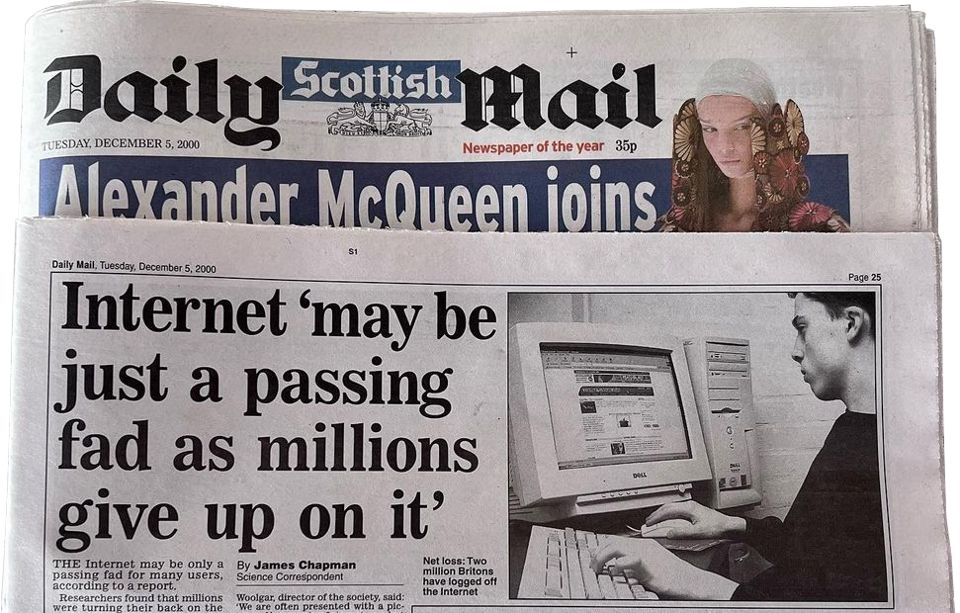 Daily Scottish Mail
TUESDAY, DECEMBER 5, 2000
Newspaper of the year 35p
Alexander McQueen joins
S1
Daily Mail, Tuesday, December 5, 2000
Page 25
Internet ‘may be
just a passing
fad as millions
give up on it’
THE Internet may be only a
passing fad for many users,
according to a report.
Researchers found that millions
were turning their back on the
By James Chapman
Science Correspondent
Woolgar, director of the society, said:
‘We are often presented with a pic-
Net loss: Two
million Britons
have logged off
the Internet
DELL
DELL